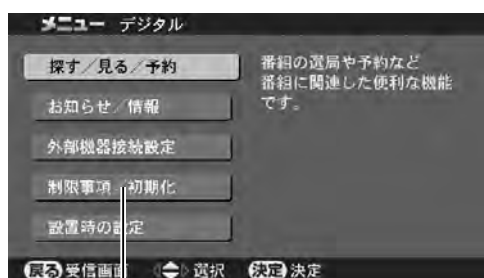 メニュー デジタル
探す／見る／予約
番組の選局や予約など
番組に関連した便利な機能
です。
お知らせ／情報
外部機器接続設定
制限事項／初期化
設置時の設定
戻る 受信画面 選択 決定 決定